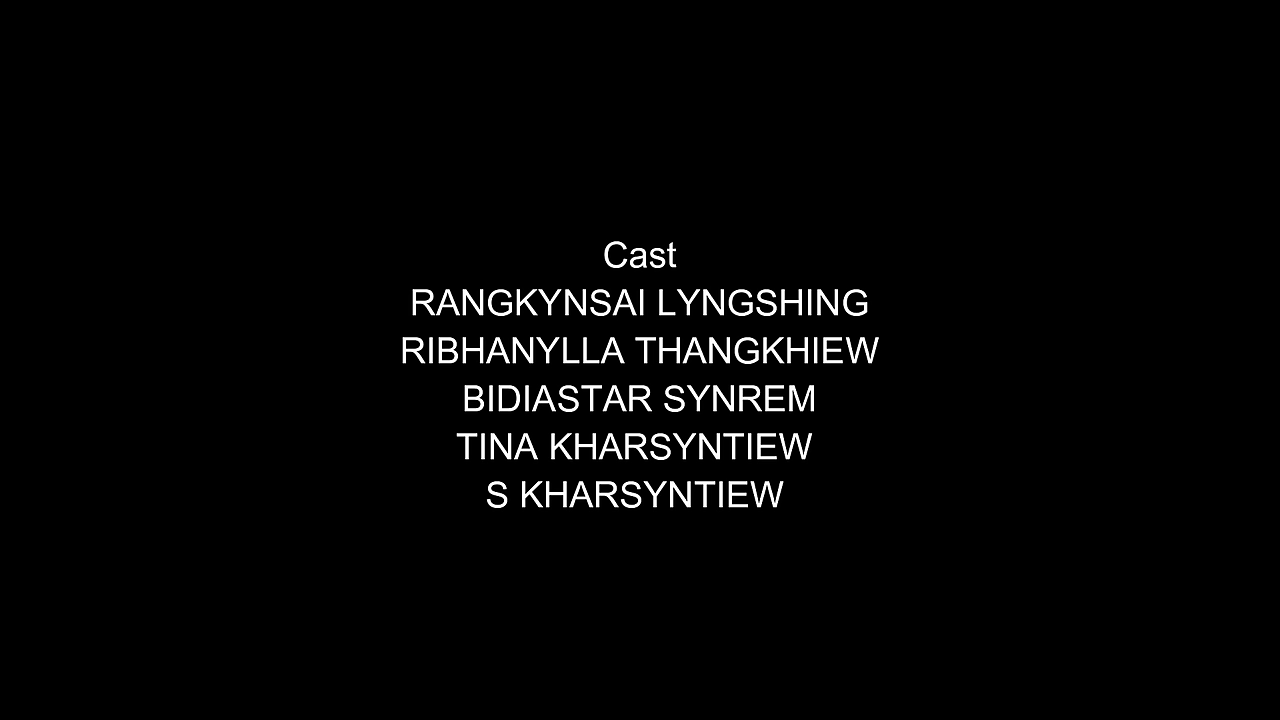 Cast
RANGKYNSAI LYNGSHING
RIBHANYLLA THANGKHIEW
BIDIASTAR SYNREM
TINA KHARSYNTIEW
S KHARSYNTIEW